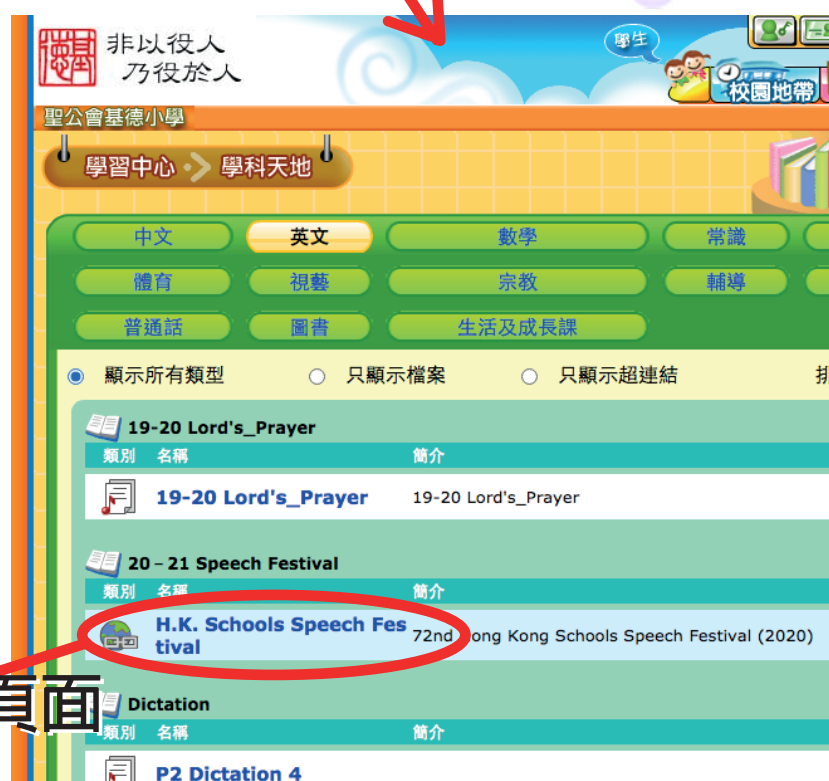 基德
非以役人
乃役於人
學生
校園地帶
聖公會基德小學
學習中心 > 學科天地
中文 英文 數學 常識
體育 視藝 宗教 輔導
普通話 圖書 生活及成長課
顯示所有類型 只顯示檔案 只顯示超連結
19-20 Lord's_Prayer
類別 名稱 簡介
19-20 Lord's_Prayer 19-20 Lord's_Prayer
20–21 Speech Festival
類別 名稱 簡介
H.K. Schools Speech Fes
tival
72nd Hong Kong Schools Speech Festival (2020)
頁面
Dictation
類別 名稱 簡介
P2 Dictation 4